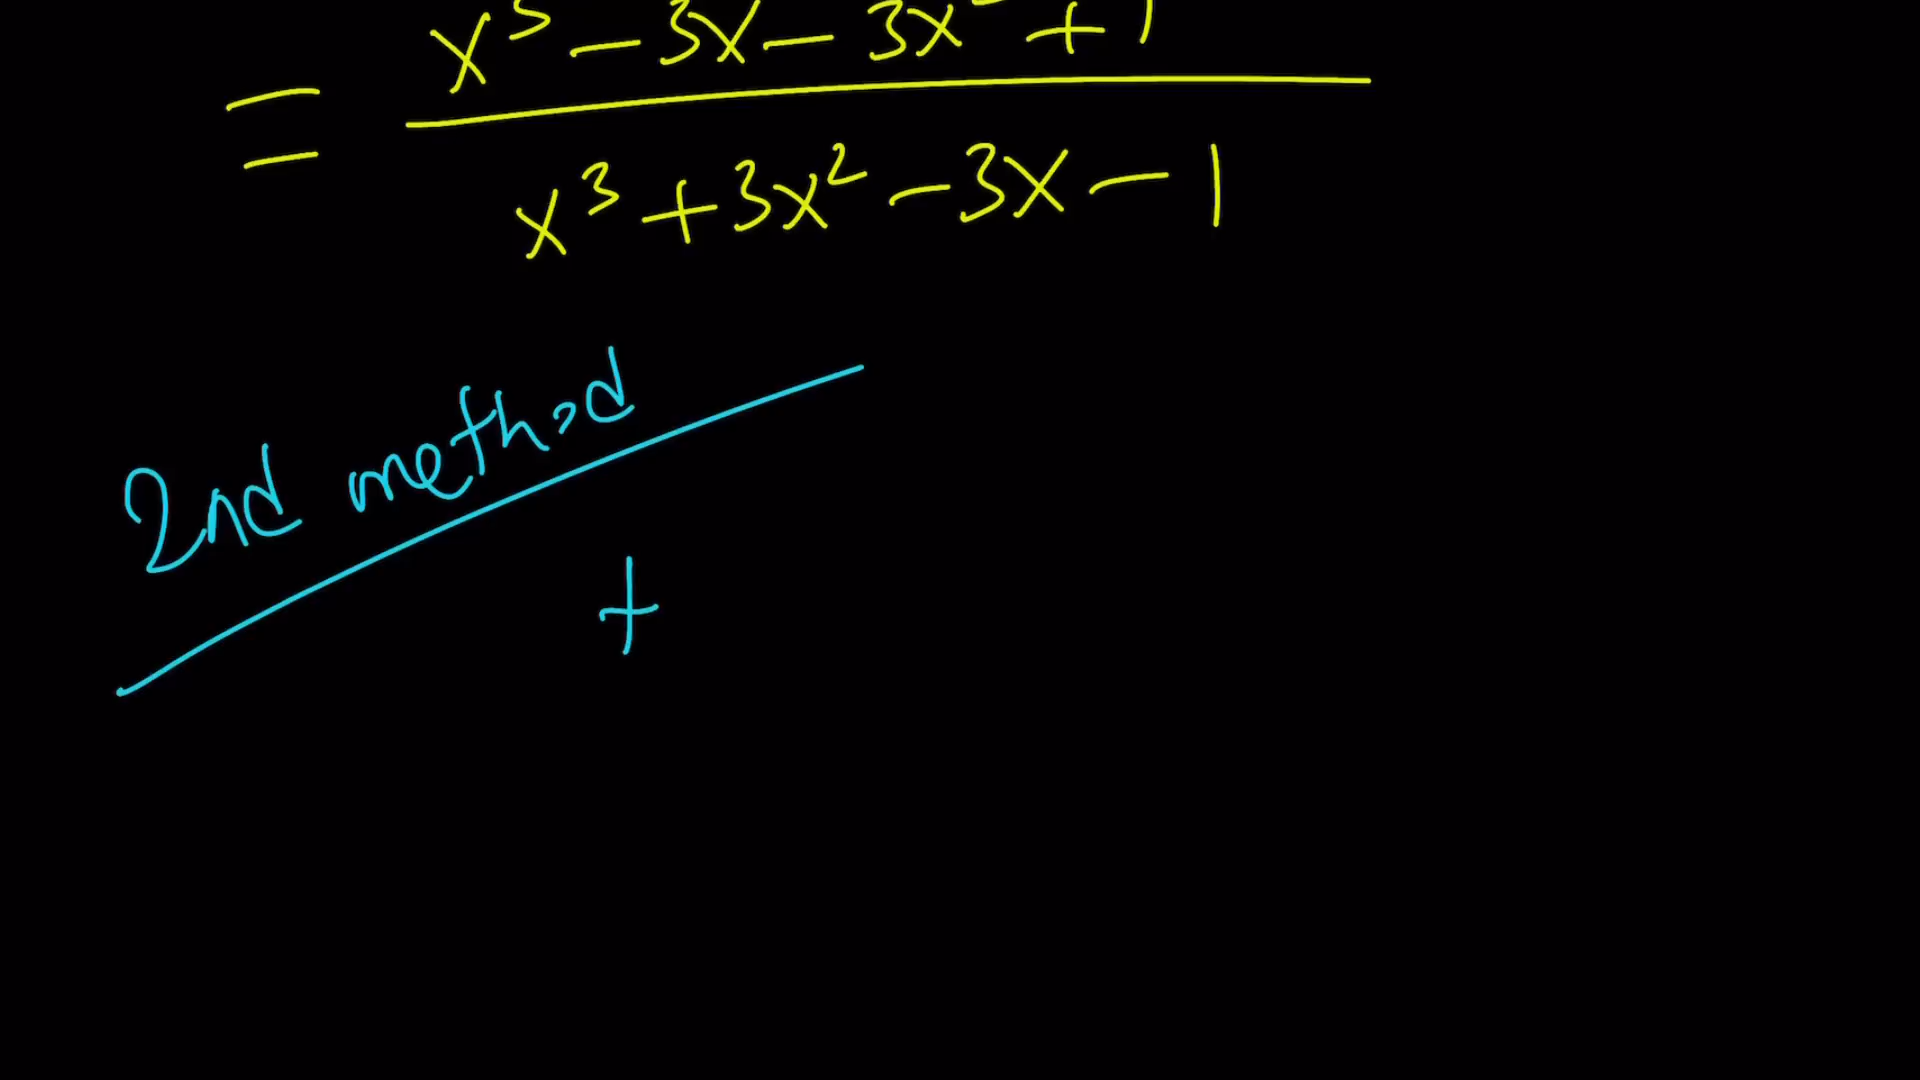 x³ - 3x - 3x² + 1
=
x³ + 3x² - 3x - 1
2nd method
+